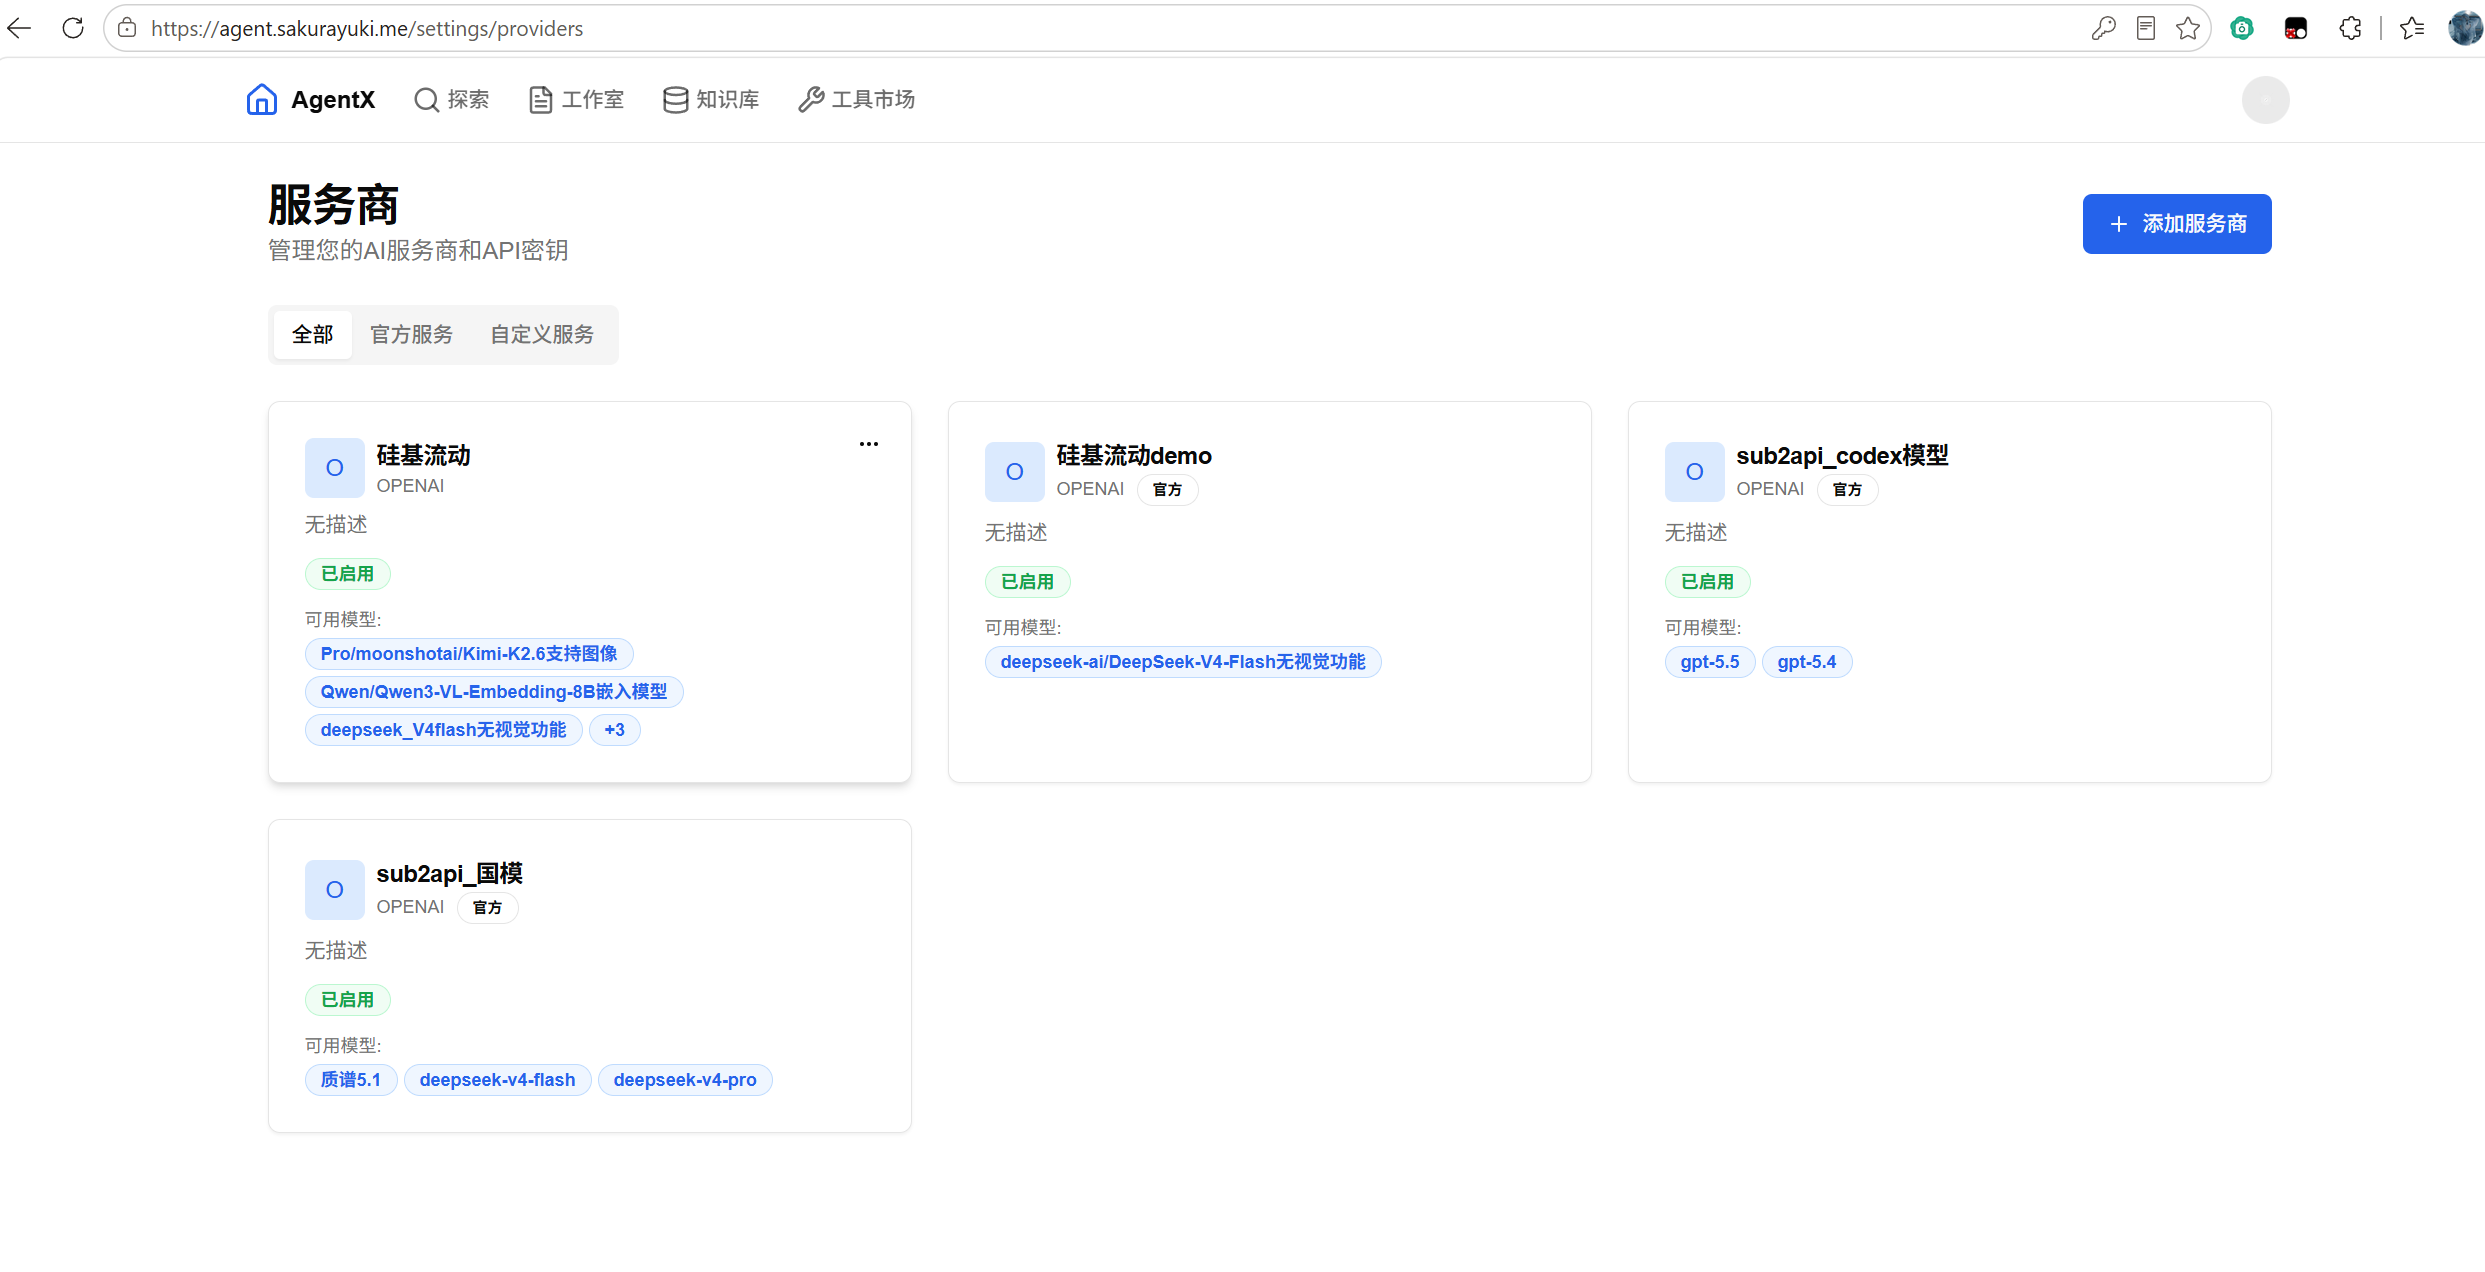 https://agent.sakurayuki.me/settings/providers
AgentX 探索 工作室 知识库 工具市场
服务商
管理您的AI服务商和API密钥
添加服务商
全部 官方服务 自定义服务
O 硅基流动
OPENAI
无描述
已启用
可用模型:
Pro/moonshotai/Kimi-K2.6支持图像
Qwen/Qwen3-VL-Embedding-8B嵌入模型
deepseek_V4flash无视觉功能 +3
O 硅基流动demo
OPENAI 官方
无描述
已启用
可用模型:
deepseek-ai/DeepSeek-V4-Flash无视觉功能
O sub2api_codex模型
OPENAI 官方
无描述
已启用
可用模型:
gpt-5.5 gpt-5.4
O sub2api_国模
OPENAI 官方
无描述
已启用
可用模型:
质谱5.1 deepseek-v4-flash deepseek-v4-pro